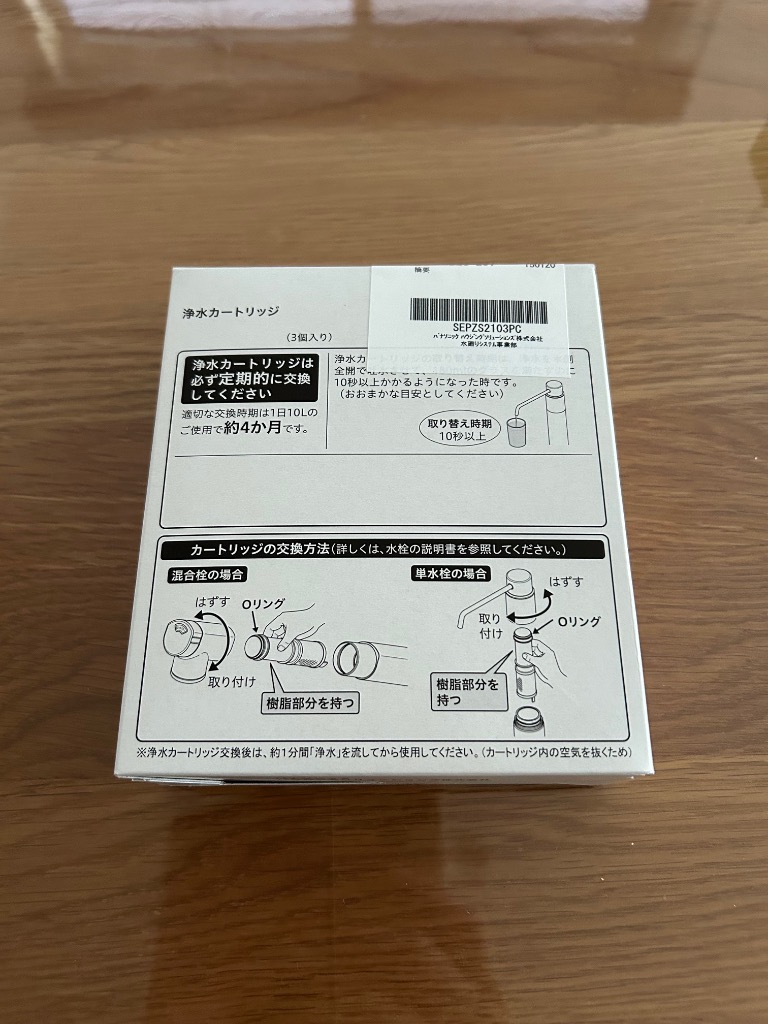 摘要
SEPZS2103PC
パナソニック ハウジングソリューションズ株式会社
水廻りシステム事業部
浄水カートリッジ
(3個入り)
浄水カートリッジは
必ず定期的に交換
してください
適切な交換時期は1日10Lの
ご使用で約4か月です。
浄水カ
10秒以上かかるようになった時です。
(おおまかな目安としてください)
取り替え時期
10秒以上
カートリッジの交換方法(詳しくは、水栓の説明書を参照してください。)
混合栓の場合
はずす
Oリング
取り付け
樹脂部分を持つ
単水栓の場合
はずす
取り
付け
Oリング
樹脂部分を
持つ
※浄水カートリッジ交換後は、約1分間「浄水」を流してから使用してください。(カートリッジ内の空気を抜くため)